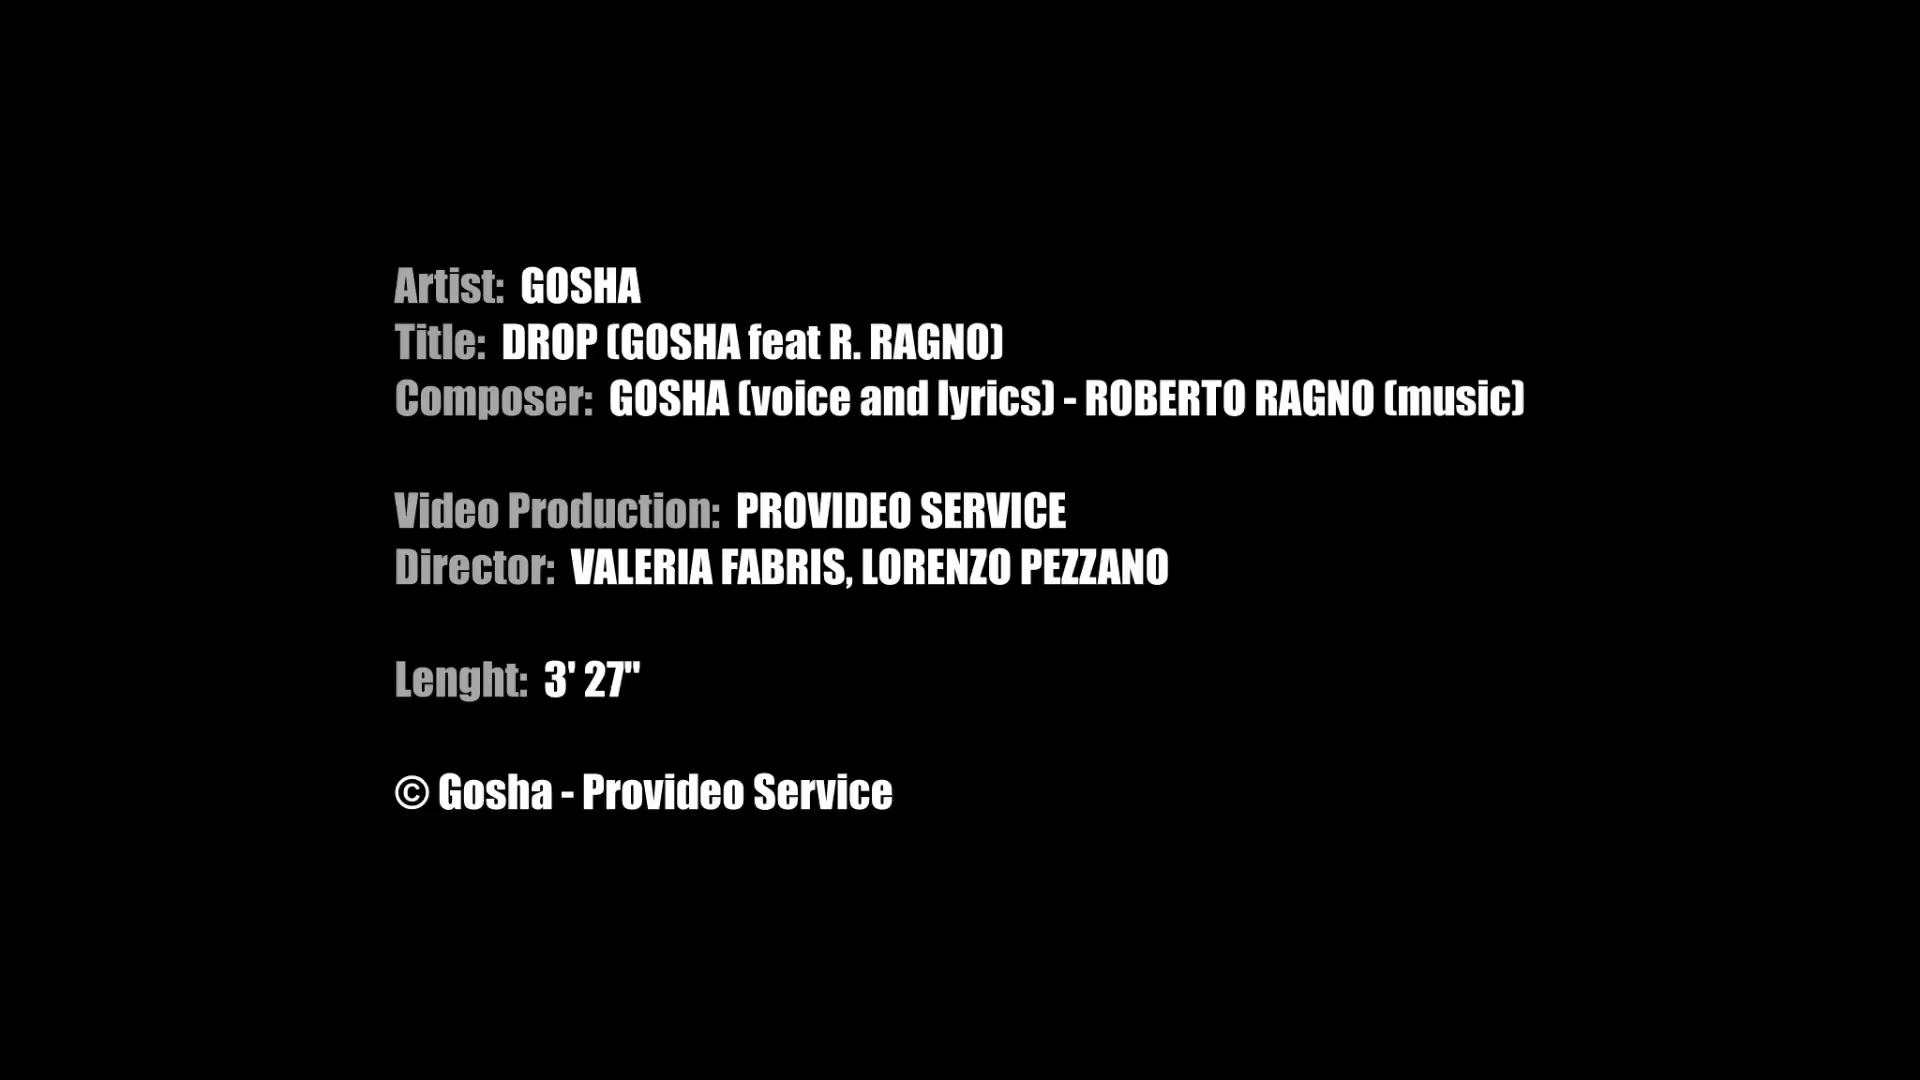 Artist: GOSHA
Title: DROP (GOSHA feat R. RAGNO)
Composer: GOSHA (voice and lyrics) - ROBERTO RAGNO (music)
Video Production: PROVIDEO SERVICE
Director: VALERIA FABRIS, LORENZO PEZZANO
Lenght: 3' 27"
© Gosha - Provideo Service